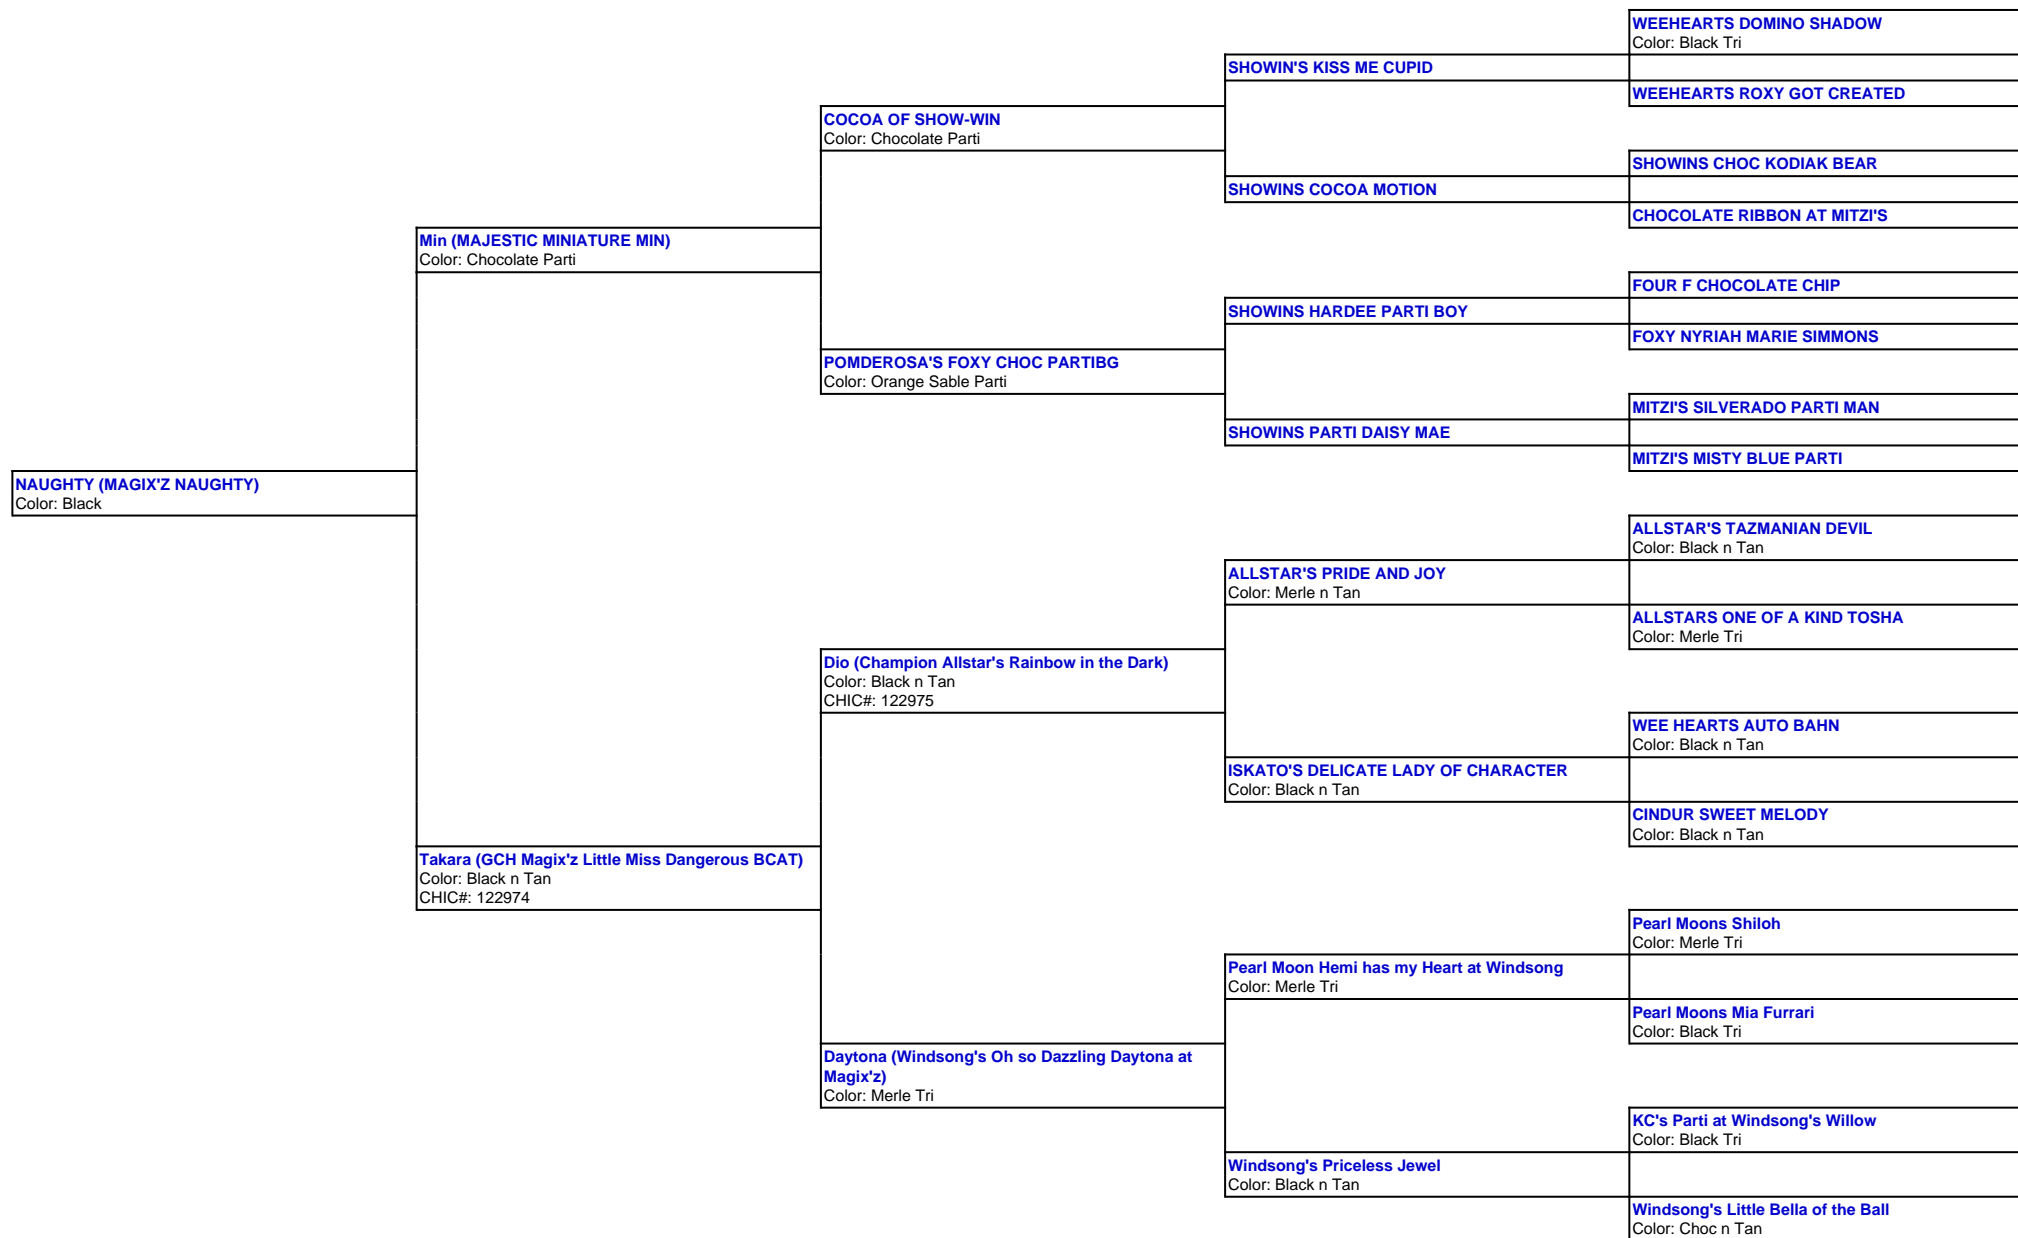 WEEHEARTS DOMINO SHADOW
Color: Black Tri
SHOWIN'S KISS ME CUPID
WEEHEARTS ROXY GOT CREATED
COCOA OF SHOW-WIN
Color: Chocolate Parti
SHOWINS CHOC KODIAK BEAR
SHOWINS COCOA MOTION
CHOCOLATE RIBBON AT MITZI'S
Min (MAJESTIC MINIATURE MIN)
Color: Chocolate Parti
FOUR F CHOCOLATE CHIP
SHOWINS HARDEE PARTI BOY
FOXY NYRIAH MARIE SIMMONS
POMDEROSA'S FOXY CHOC PARTIBG
Color: Orange Sable Parti
MITZI'S SILVERADO PARTI MAN
SHOWINS PARTI DAISY MAE
MITZI'S MISTY BLUE PARTI
NAUGHTY (MAGIX'Z NAUGHTY)
Color: Black
ALLSTAR'S TAZMANIAN DEVIL
Color: Black n Tan
ALLSTAR'S PRIDE AND JOY
Color: Merle n Tan
ALLSTARS ONE OF A KIND TOSHA
Color: Merle Tri
Dio (Champion Allstar's Rainbow in the Dark)
Color: Black n Tan
CHIC#: 122975
WEE HEARTS AUTO BAHN
Color: Black n Tan
ISKATO'S DELICATE LADY OF CHARACTER
Color: Black n Tan
CINDUR SWEET MELODY
Color: Black n Tan
Takara (GCH Magix'z Little Miss Dangerous BCAT)
Color: Black n Tan
CHIC#: 122974
Pearl Moons Shiloh
Color: Merle Tri
Pearl Moon Hemi has my Heart at Windsong
Color: Merle Tri
Pearl Moons Mia Furrari
Color: Black Tri
Daytona (Windsong's Oh so Dazzling Daytona at
Magix'z)
Color: Merle Tri
KC's Parti at Windsong's Willow
Color: Black Tri
Windsong's Priceless Jewel
Color: Black n Tan
Windsong's Little Bella of the Ball
Color: Choc n Tan